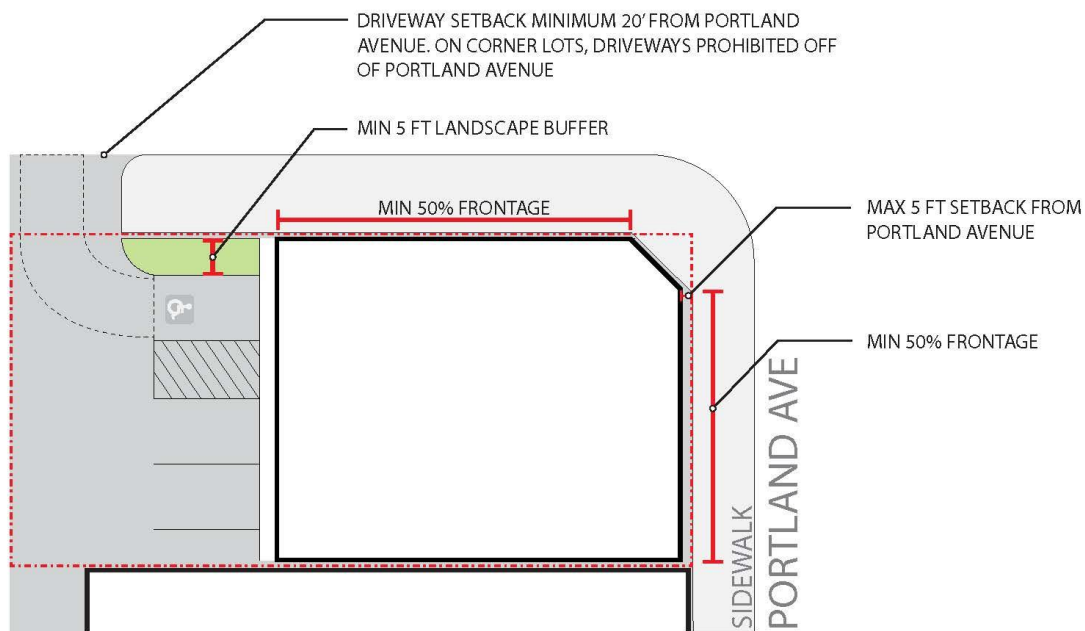 DRIVEWAY SETBACK MINIMUM 20' FROM PORTLAND
AVENUE. ON CORNER LOTS, DRIVEWAYS PROHIBITED OFF
OF PORTLAND AVENUE
MIN 5 FT LANDSCAPE BUFFER
MIN 50% FRONTAGE
MAX 5 FT SETBACK FROM
PORTLAND AVENUE
MIN 50% FRONTAGE
SIDEWALK
PORTLAND AVE